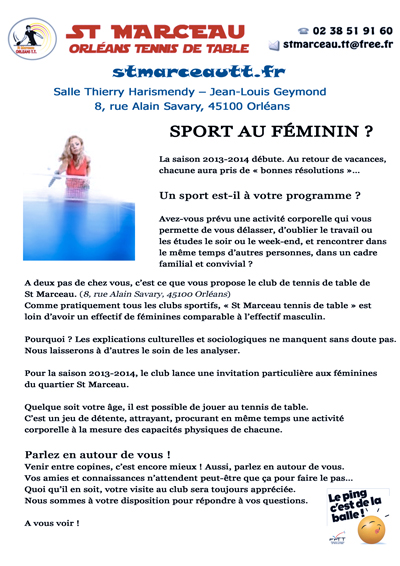 ST MARCEAU
ORLÉANS TENNIS DE TABLE
02 38 51 91 60
stmarceau.tt@free.fr
stmarceautt.fr
Salle Thierry Harismendy – Jean-Louis Geymond
8, rue Alain Savary, 45100 Orléans
SPORT AU FÉMININ ?
La saison 2013-2014 débute. Au retour de vacances,
chacune aura pris de « bonnes résolutions »…
Un sport est-il à votre programme ?
Avez-vous prévu une activité corporelle qui vous
permette de vous délasser, d’oublier le travail ou
les études le soir ou le week-end, et rencontrer dans
le même temps d’autres personnes, dans un cadre
familial et convivial ?
A deux pas de chez vous, c’est ce que vous propose le club de tennis de table de
St Marceau. (8, rue Alain Savary, 45100 Orléans)
Comme pratiquement tous les clubs sportifs, « St Marceau tennis de table » est
loin d’avoir un effectif de féminines comparable à l’effectif masculin.
Pourquoi ? Les explications culturelles et sociologiques ne manquent sans doute pas.
Nous laisserons à d’autres le soin de les analyser.
Pour la saison 2013-2014, le club lance une invitation particulière aux féminines
du quartier St Marceau.
Quelque soit votre âge, il est possible de jouer au tennis de table.
C’est un jeu de détente, attrayant, procurant en même temps une activité
corporelle à la mesure des capacités physiques de chacune.
Parlez en autour de vous !
Venir entre copines, c’est encore mieux ! Aussi, parlez en autour de vous.
Vos amies et connaissances n’attendent peut-être que ça pour faire le pas…
Quoi qu’il en soit, votre visite au club sera toujours appréciée.
Nous sommes à votre disposition pour répondre à vos questions.
A vous voir !
Le ping
c'est de la
balle !